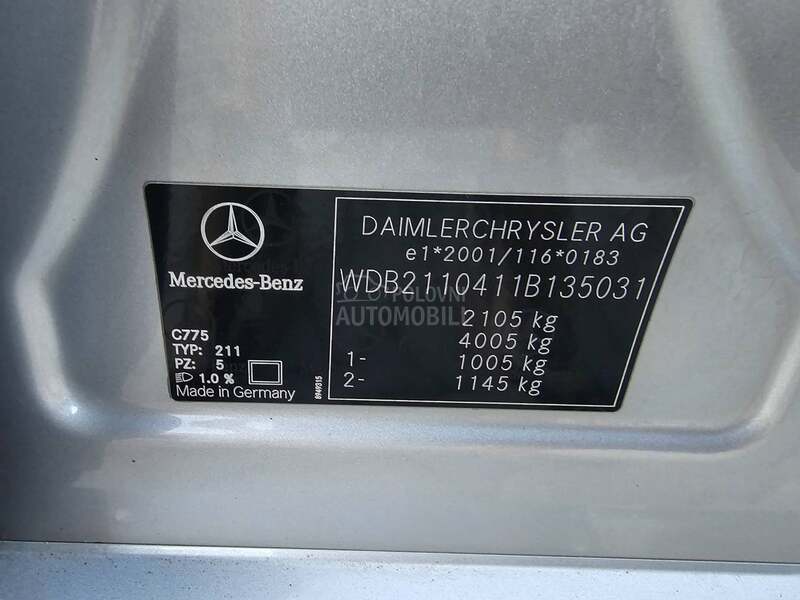 DAIMLERCHRYSLER AG
e1*2001/116*0183
WDB2110411B135031
2105 kg
4005 kg
1- 1005 kg
2- 1145 kg
Mercedes-Benz
C775
TYP: 211
PZ: 5
1.0 %
Made in Germany
8949315
POLOVNI
AUTOMOBILI